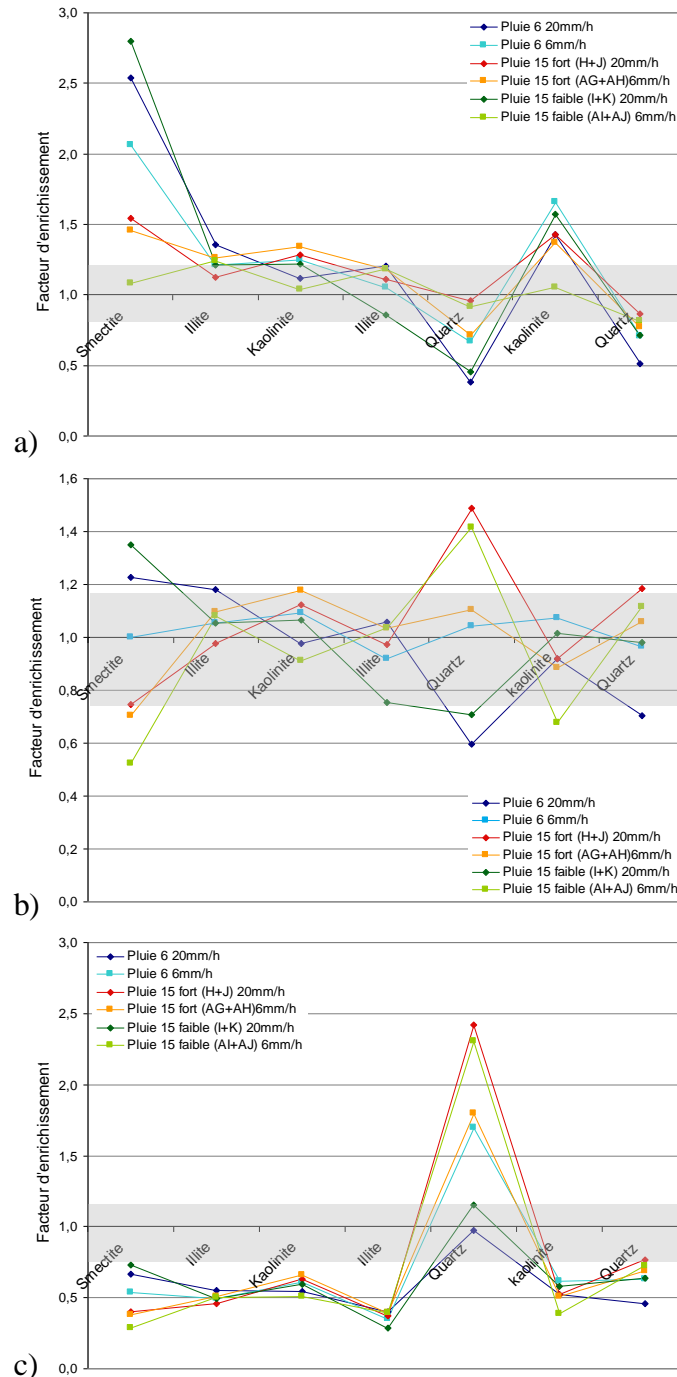 3,0
2,5
2,0
1,5
1,0
0,5
0,0
Facteur d'enrichissement
Pluie 6 20mm/h
Pluie 6 6mm/h
Pluie 15 fort (H+J) 20mm/h
Pluie 15 fort (AG+AH)6mm/h
Pluie 15 faible (I+K) 20mm/h
Pluie 15 faible (AI+AJ) 6mm/h
Smectite
Illite
Kaolinite
Illite
Quartz
kaolinite
Quartz
a)
1,6
1,4
1,2
1,0
0,8
0,6
0,4
0,2
0,0
Facteur d'enrichissement
Smectite
Illite
Kaolinite
Illite
Quartz
kaolinite
Quartz
Pluie 6 20mm/h
Pluie 6 6mm/h
Pluie 15 fort (H+J) 20mm/h
Pluie 15 fort (AG+AH)6mm/h
Pluie 15 faible (I+K) 20mm/h
Pluie 15 faible (AI+AJ) 6mm/h
b)
3,0
2,5
2,0
1,5
1,0
0,5
0,0
Facteur d'enrichissement
Pluie 6 20mm/h
Pluie 6 6mm/h
Pluie 15 fort (H+J) 20mm/h
Pluie 15 fort (AG+AH)6mm/h
Pluie 15 faible (I+K) 20mm/h
Pluie 15 faible (AI+AJ) 6mm/h
Smectite
Illite
Kaolinite
Illite
Quartz
kaolinite
Quartz
c)